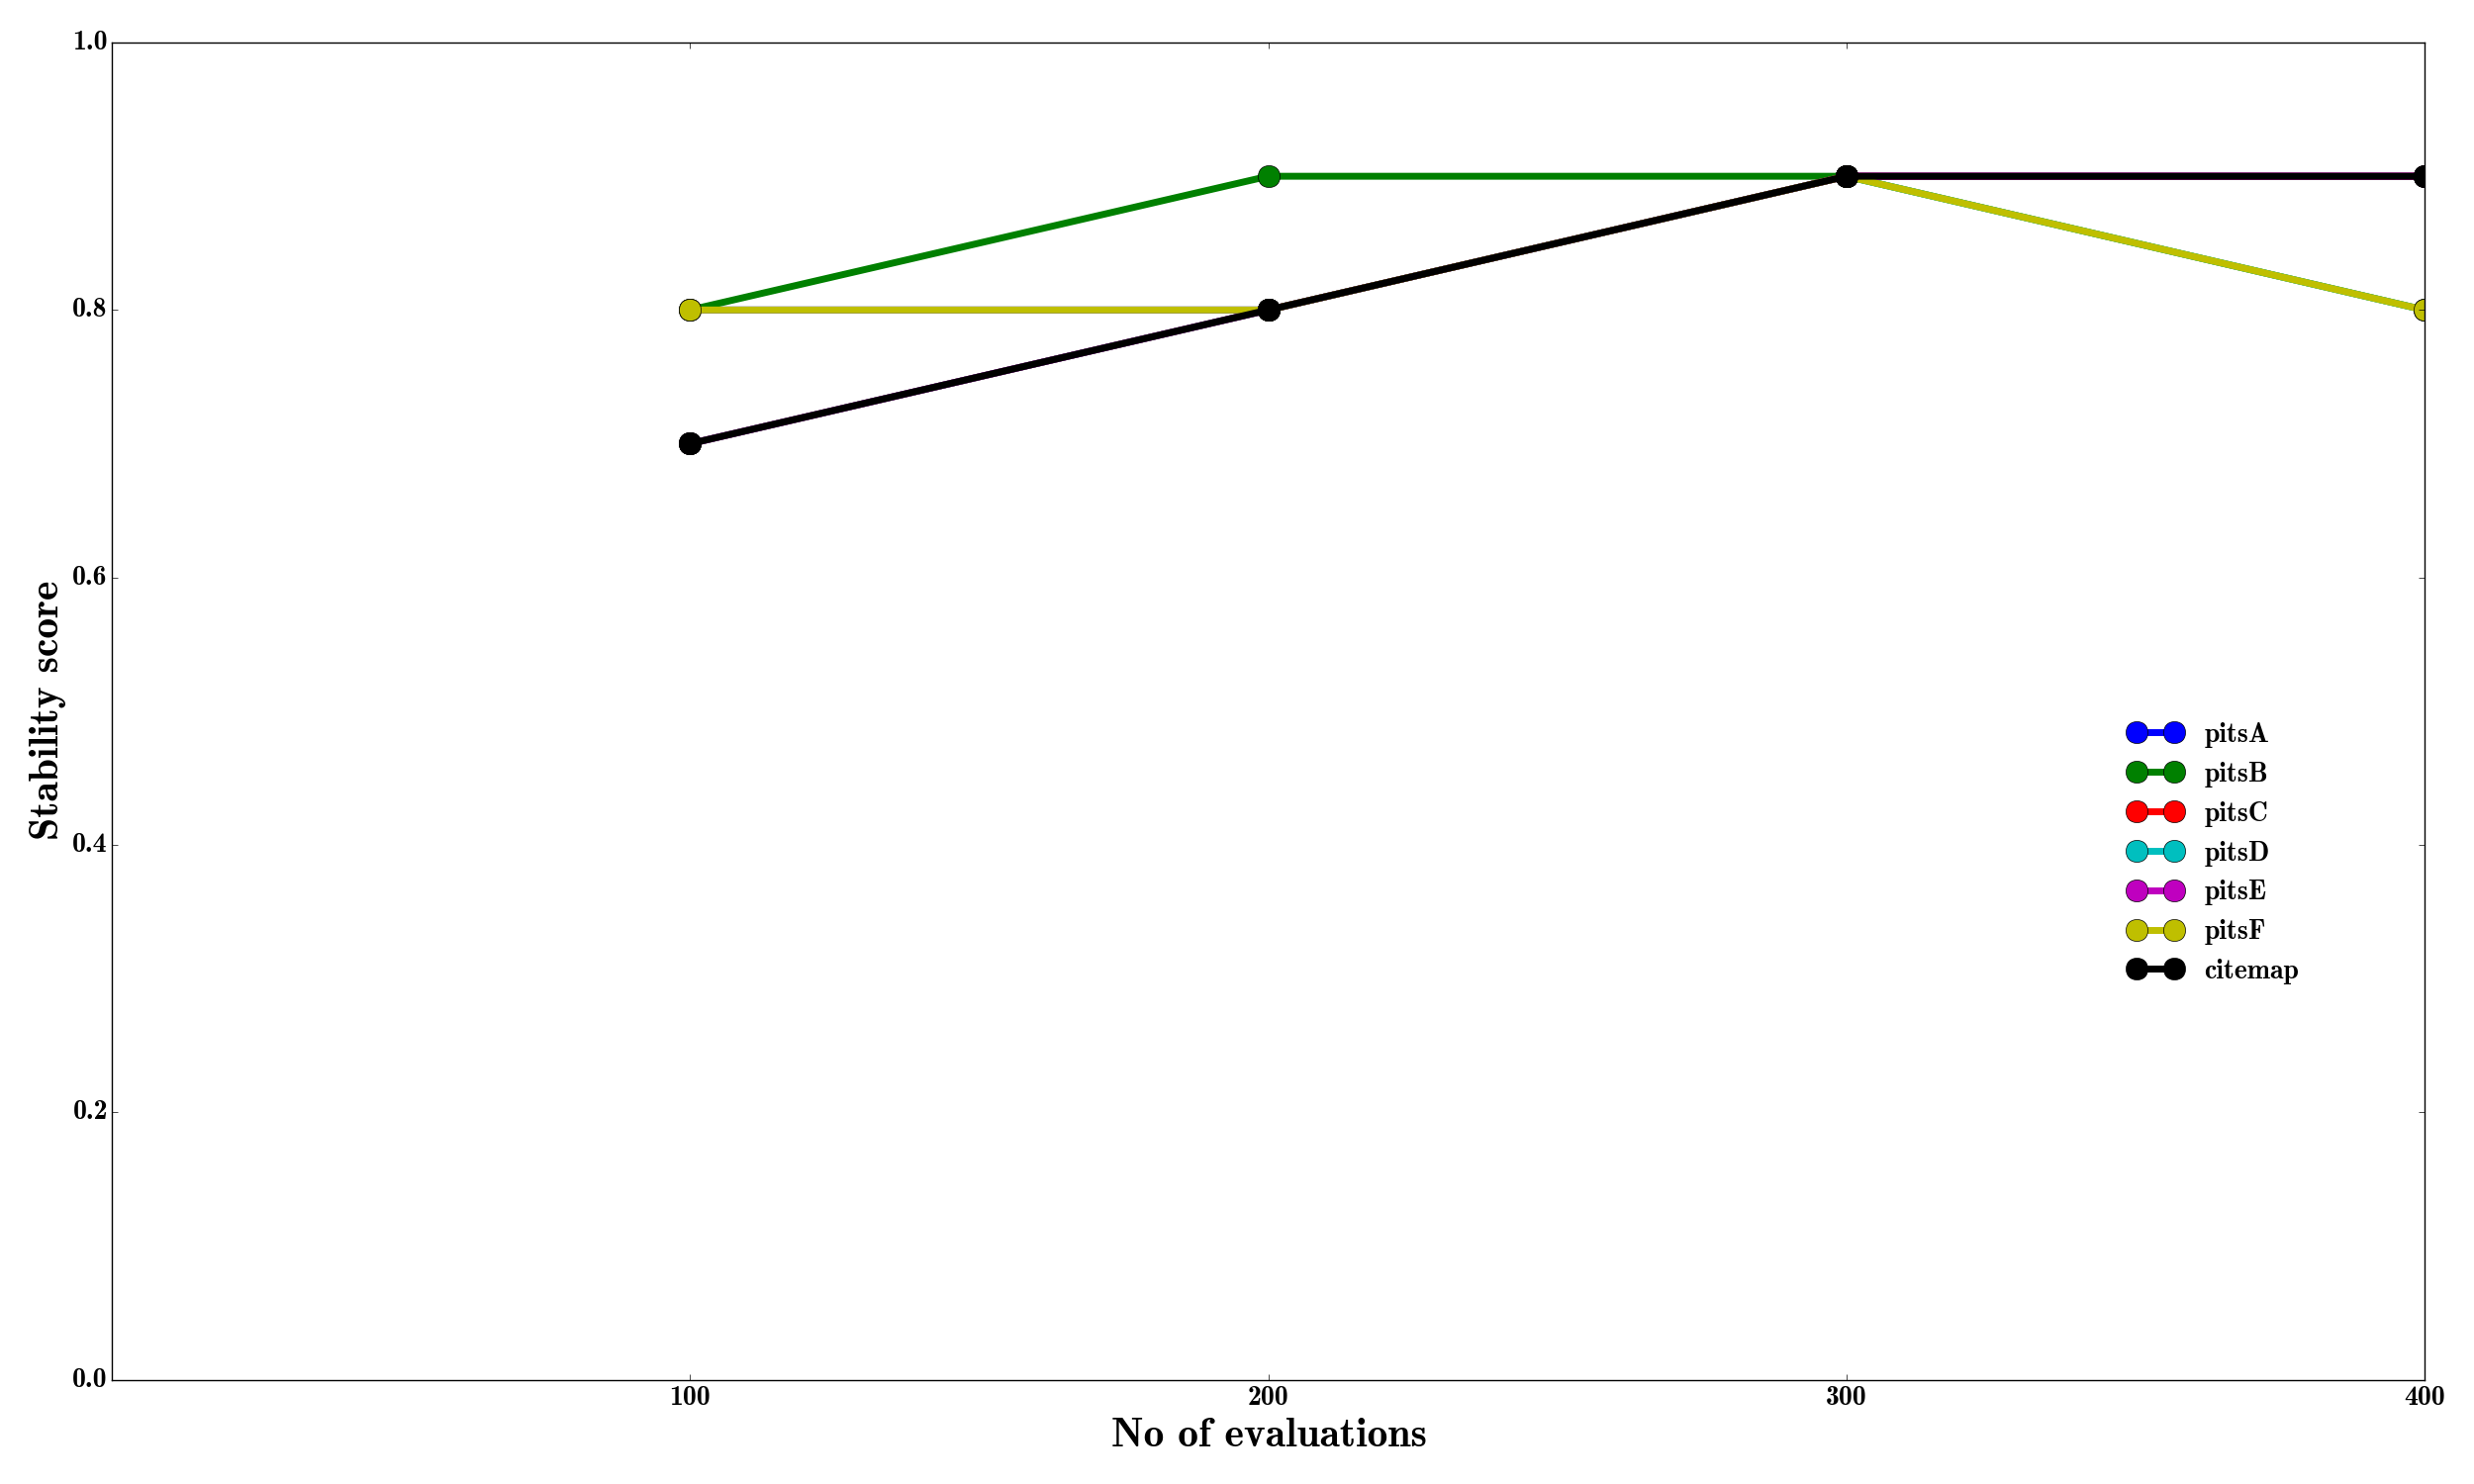 1.0
0.8
0.6
0.4
0.2
0.0
Stability score
pitsA
pitsB
pitsC
pitsD
pitsE
pitsF
citemap
100 200 300 400
No of evaluations